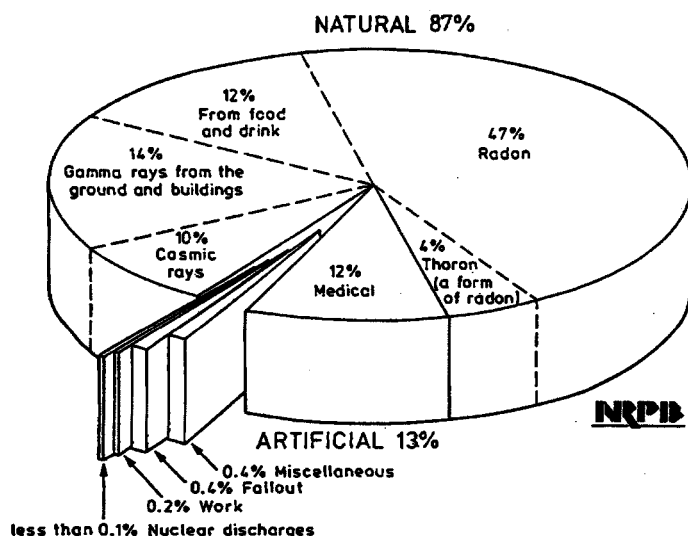 NATURAL 87%
12%
From food
and drink
47%
Radon
14%
Gamma rays from the
ground and buildings
10%
Casmic
rays
4%
Thoron
(a form
of radon)
12%
Medical
NRPB
ARTIFICIAL 13%
0.4% Miscellaneous
0.4% Fallout
0.2% Work
less than 0.1% Nuclear discharges